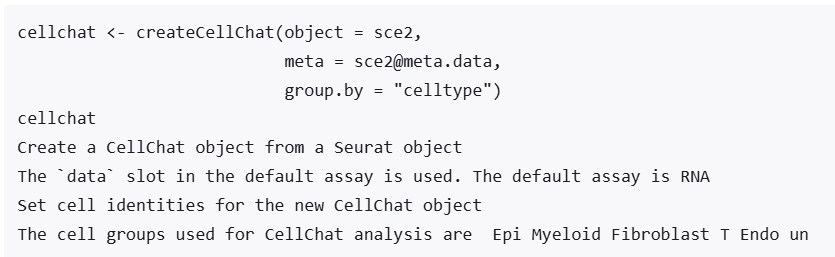 cellchat <- createCellChat(object = sce2,
                           meta = sce2@meta.data,
                           group.by = "celltype")
cellchat
Create a CellChat object from a Seurat object
The `data` slot in the default assay is used. The default assay is RNA
Set cell identities for the new CellChat object
The cell groups used for CellChat analysis are  Epi Myeloid Fibroblast T Endo un